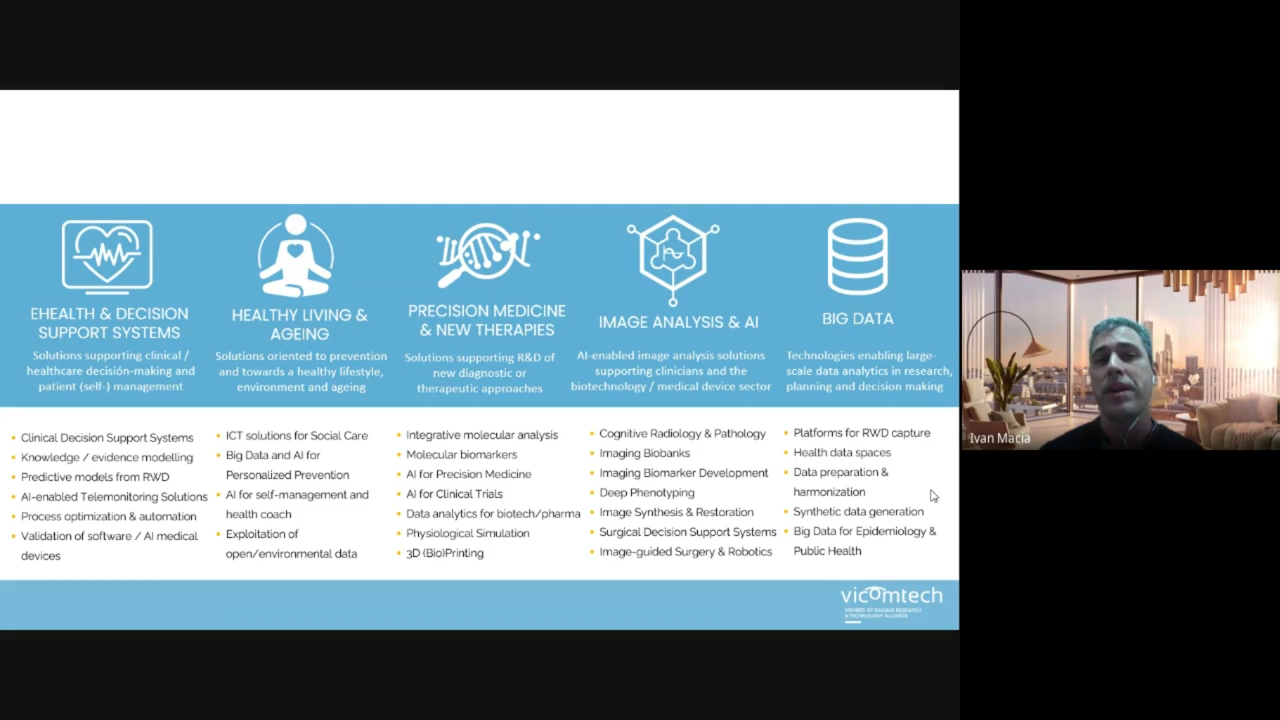 EHEALTH & DECISION
SUPPORT SYSTEMS
Solutions supporting clinical /
healthcare decisión-making and
patient (self-) management
Clinical Decision Support Systems
Knowledge / evidence modelling
Predictive models from RWD
AI-enabled Telemonitoring Solutions
Process optimization & automation
Validation of software / AI medical
devices
HEALTHY LIVING &
AGEING
Solutions oriented to prevention
and towards a healthy lifestyle,
environment and ageing
ICT solutions for Social Care
Big Data and AI for
Personalized Prevention
AI for self-management and
health coach
Exploitation of
open/environmental data
PRECISION MEDICINE
& NEW THERAPIES
Solutions supporting R&D of
new diagnostic or
therapeutic approaches
Integrative molecular analysis
Molecular biomarkers
AI for Precision Medicine
AI for Clinical Trials
Data analytics for biotech/pharma
Physiological Simulation
3D (Bio)Printing
IMAGE ANALYSIS & AI
AI-enabled image analysis solutions
supporting clinicians and the
biotechnology / medical device sector
Cognitive Radiology & Pathology
Imaging Biobanks
Imaging Biomarker Development
Deep Phenotyping
Image Synthesis & Restoration
Surgical Decision Support Systems
Image-guided Surgery & Robotics
BIG DATA
Technologies enabling large-
scale data analytics in research,
planning and decision making
Platforms for RWD capture
Health data spaces
Data preparation &
harmonization
Synthetic data generation
Big Data for Epidemiology &
Public Health
vicomtech
MEMBER OF BASQUE RESEARCH
& TECHNOLOGY ALLIANCE
Ivan Macia